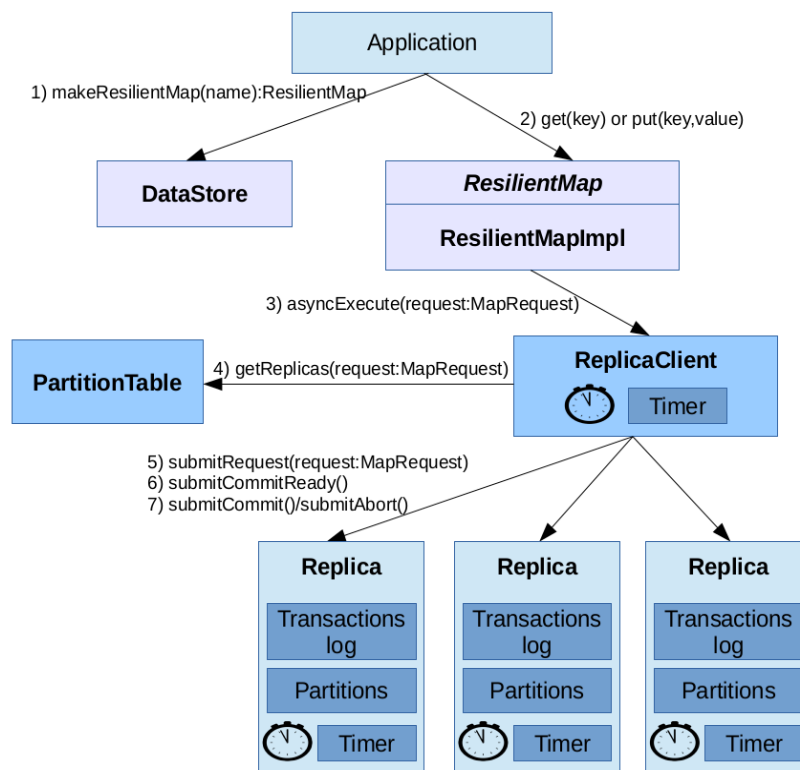 Application
1) makeResilientMap(name):ResilientMap
2) get(key) or put(key,value)
DataStore
ResilientMap
ResilientMapImpl
3) asyncExecute(request:MapRequest)
PartitionTable
4) getReplicas(request:MapRequest)
ReplicaClient
Timer
5) submitRequest(request:MapRequest)
6) submitCommitReady()
7) submitCommit()/submitAbort()
Replica
Transactions
log
Partitions
Timer
Replica
Transactions
log
Partitions
Timer
Replica
Transactions
log
Partitions
Timer